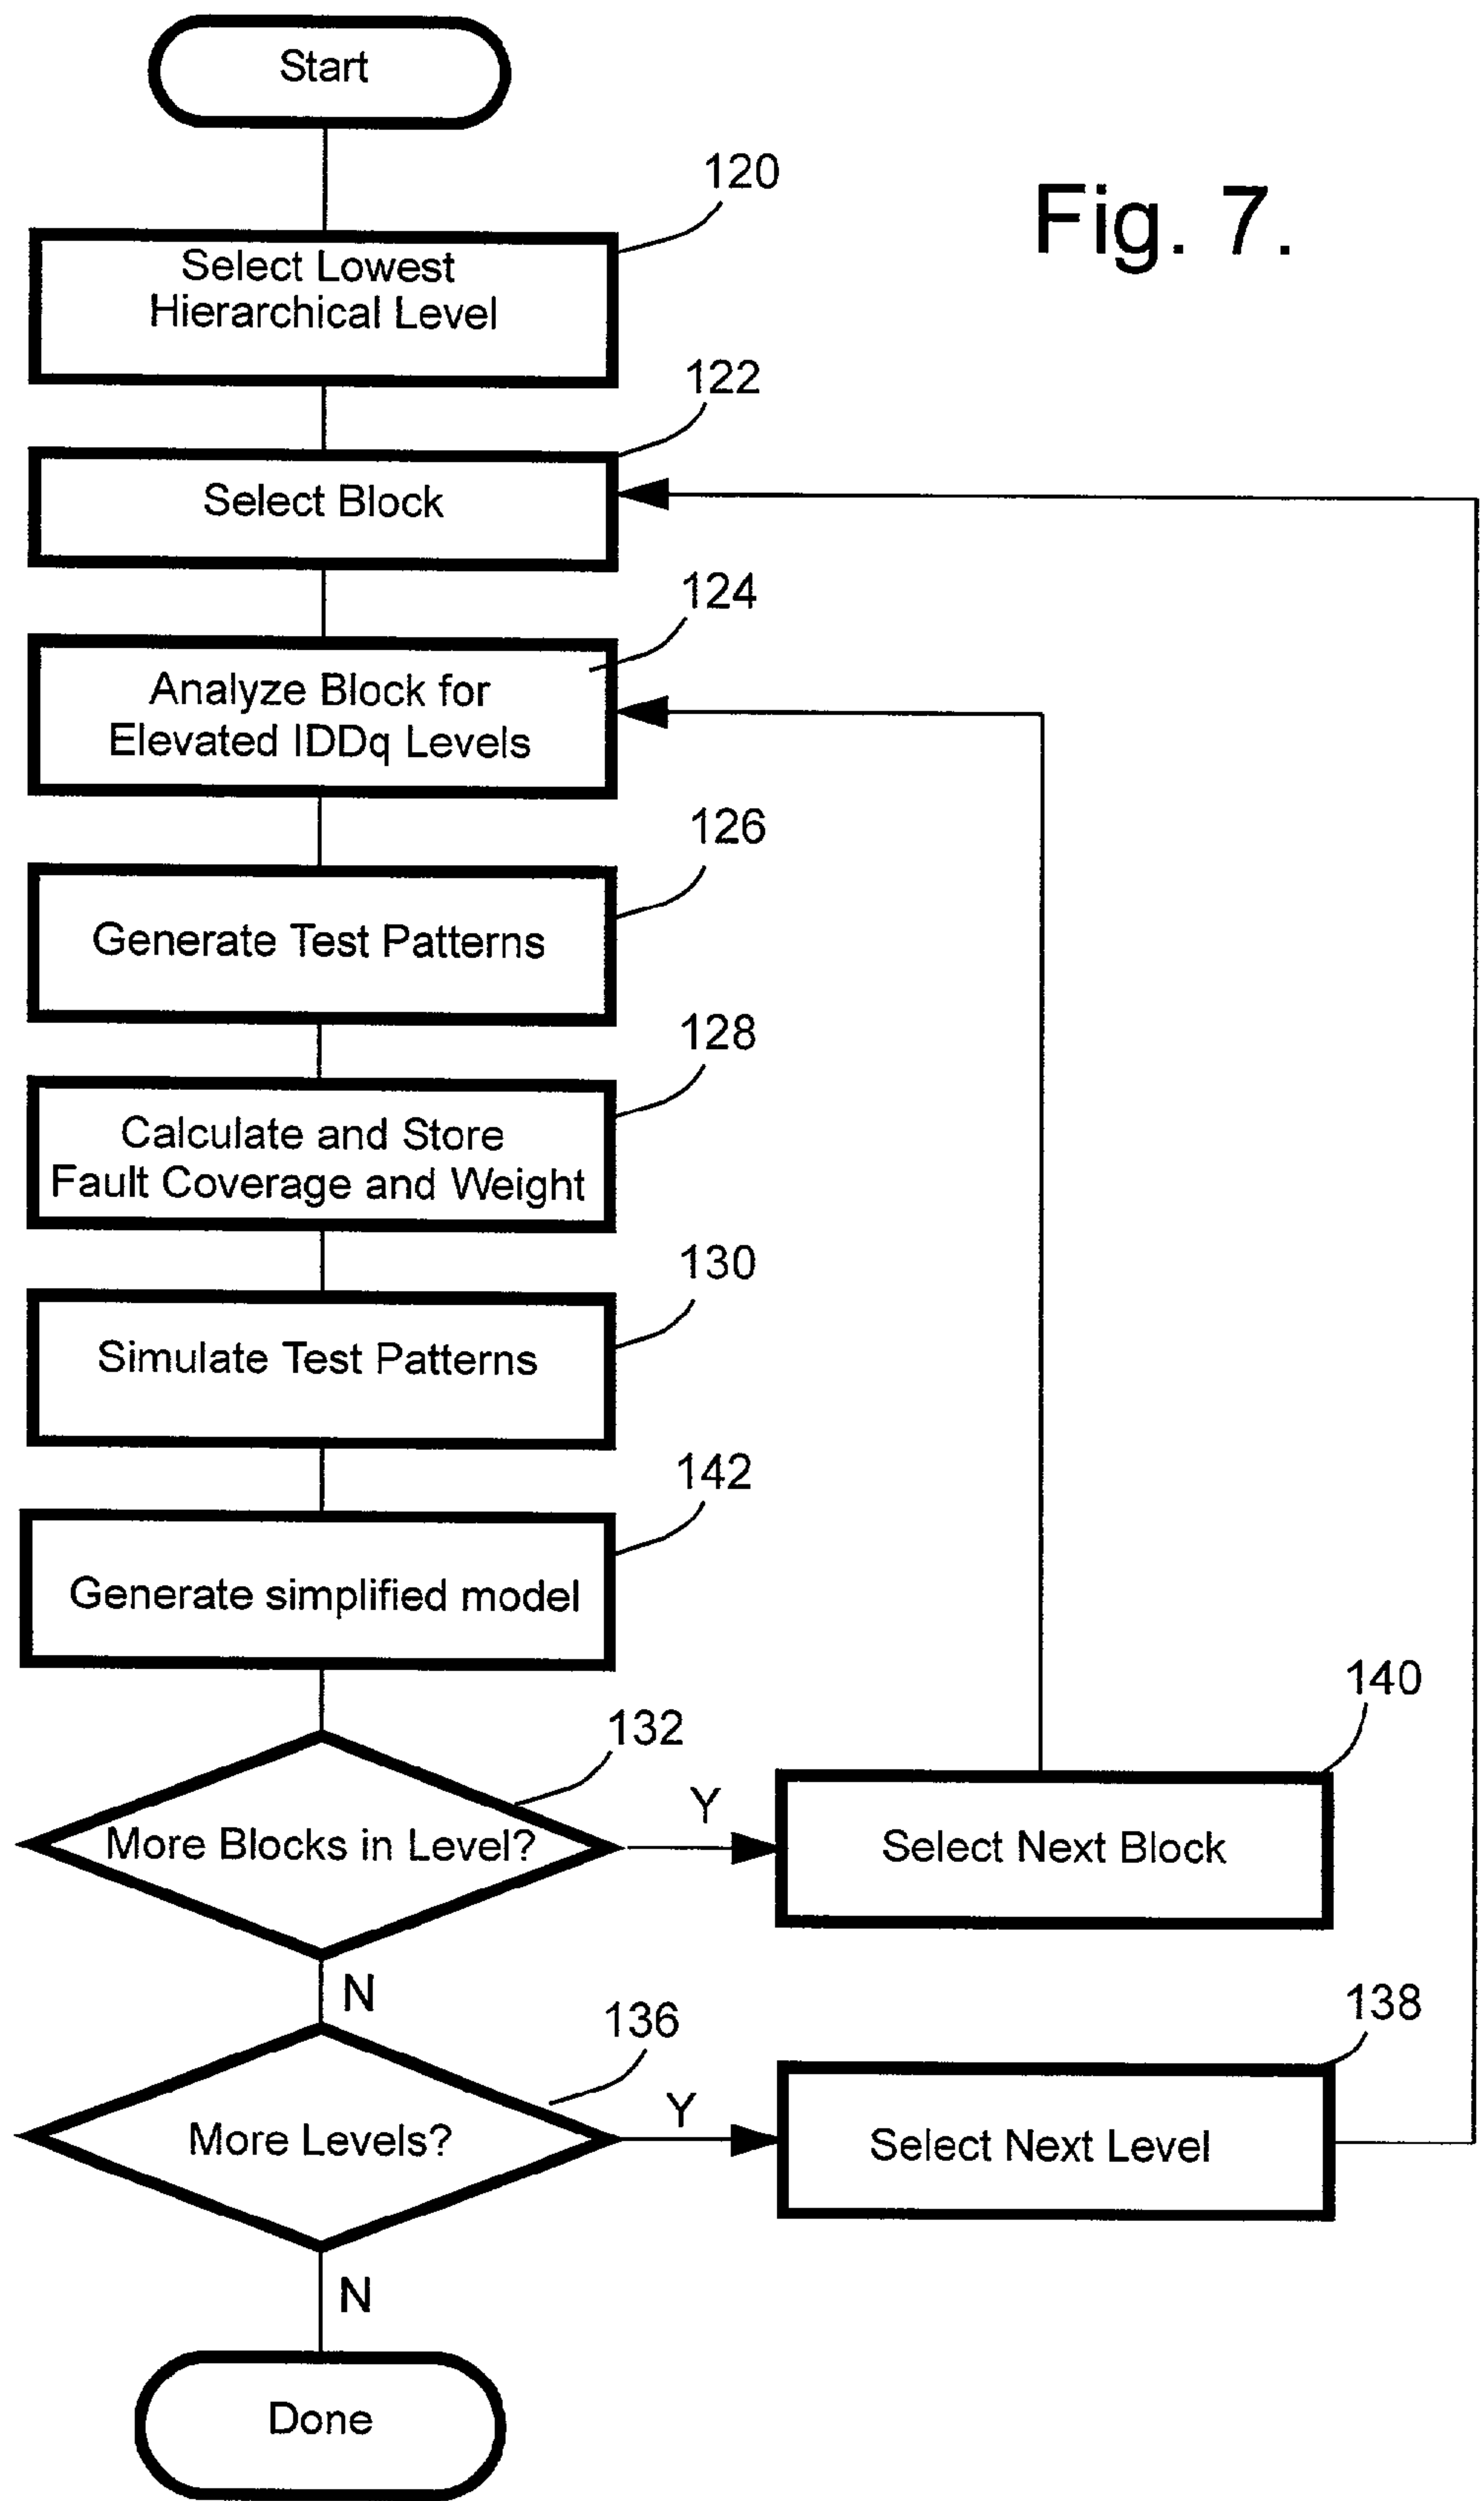 Start
120
Fig. 7.
Select Lowest
Hierarchical Level
122
Select Block
124
Analyze Block for
Elevated IDDq Levels
126
Generate Test Patterns
128
Calculate and Store
Fault Coverage and Weight
130
Simulate Test Patterns
142
Generate simplified model
140
132
Y
More Blocks in Level?
Select Next Block
N
138
136
Y
More Levels?
Select Next Level
N
Done